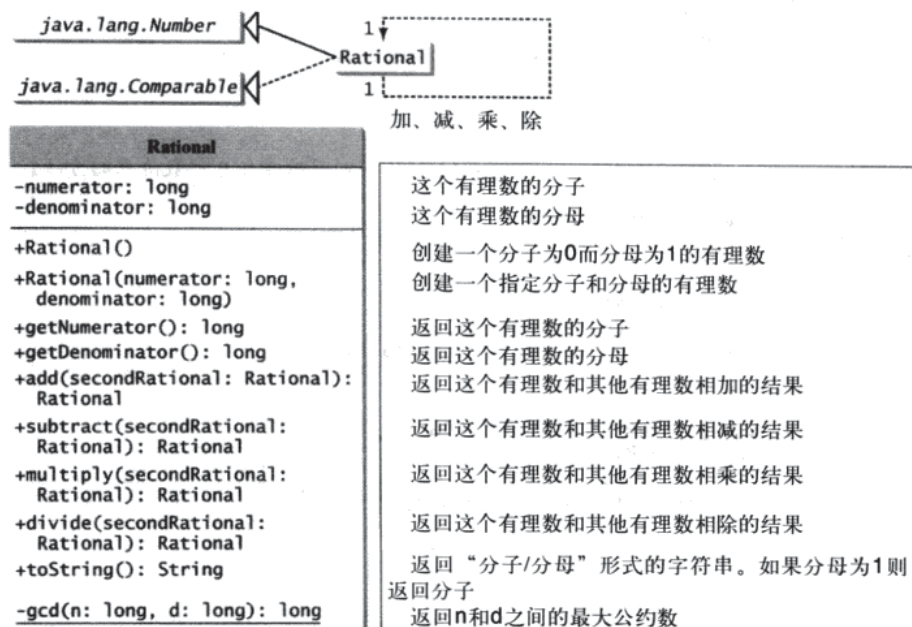 java.lang.Number
1
Rational
java.lang.Comparable
1
加、减、乘、除
Rational
-numerator: long
这个有理数的分子
-denominator: long
这个有理数的分母
+Rational()
创建一个分子为0而分母为1的有理数
+Rational(numerator: long,
denominator: long)
创建一个指定分子和分母的有理数
+getNumerator(): long
返回这个有理数的分子
+getDenominator(): long
返回这个有理数的分母
+add(secondRational: Rational):
Rational
返回这个有理数和其他有理数相加的结果
+subtract(secondRational:
Rational): Rational
返回这个有理数和其他有理数相减的结果
+multiply(secondRational:
Rational): Rational
返回这个有理数和其他有理数相乘的结果
+divide(secondRational:
Rational): Rational
返回这个有理数和其他有理数相除的结果
+toString(): String
返回“分子/分母”形式的字符串。如果分母为1则
返回分子
-gcd(n: long, d: long): long
返回n和d之间的最大公约数